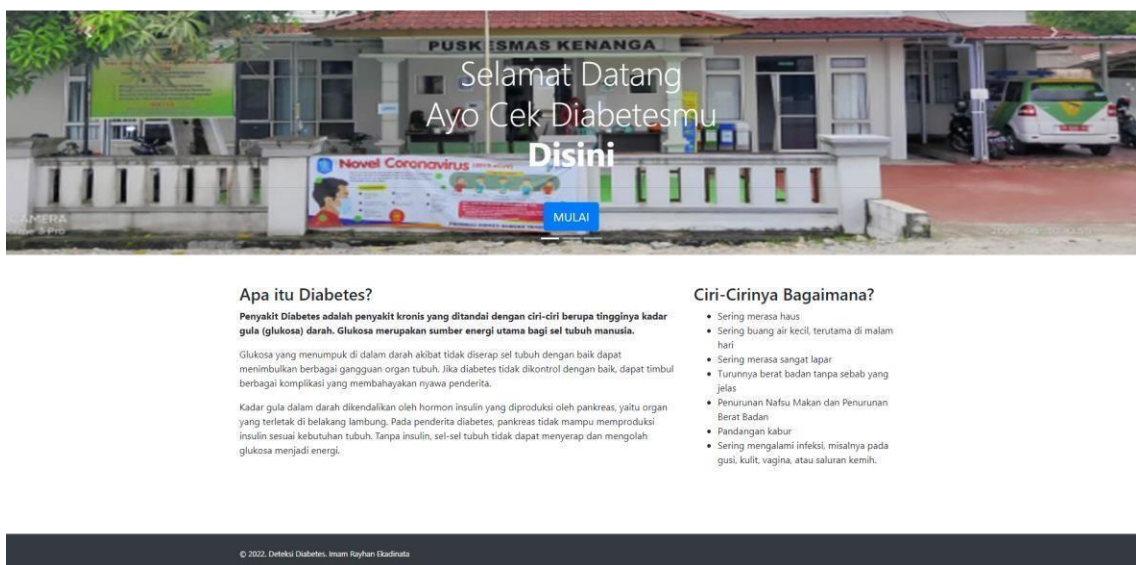 PUSKESMAS KENANGA
Selamat Datang
Ayo Cek Diabetesmu
Disini
Novel Coronavirus
MULAI
CAMERA
Apa itu Diabetes?
Penyakit Diabetes adalah penyakit kronis yang ditandai dengan ciri-ciri berupa tingginya kadar
gula (glukosa) darah. Glukosa merupakan sumber energi utama bagi sel tubuh manusia.
Glukosa yang menumpuk di dalam darah akibat tidak diserap sel tubuh dengan baik dapat
menimbulkan berbagai gangguan organ tubuh. Jika diabetes tidak dikontrol dengan baik, dapat timbul
berbagai komplikasi yang membahayakan nyawa penderita.
Kadar gula dalam darah dikendalikan oleh hormon insulin yang diproduksi oleh pankreas, yaitu organ
yang terletak di belakang lambung. Pada penderita diabetes, pankreas tidak mampu memproduksi
insulin sesuai kebutuhan tubuh. Tanpa insulin, sel-sel tubuh tidak dapat menyerap dan mengolah
glukosa menjadi energi.
Ciri-Cirinya Bagaimana?
Sering merasa haus
Sering buang air kecil, terutama di malam
hari
Sering merasa sangat lapar
Turunnya berat badan tanpa sebab yang
jelas
Penurunan Nafsu Makan dan Penurunan
Berat Badan
Pandangan kabur
Sering mengalami infeksi, misalnya pada
gusi, kulit, vagina, atau saluran kemih.
© 2022. Deteksi Diabetes. Imam Rayhan Ekadinata